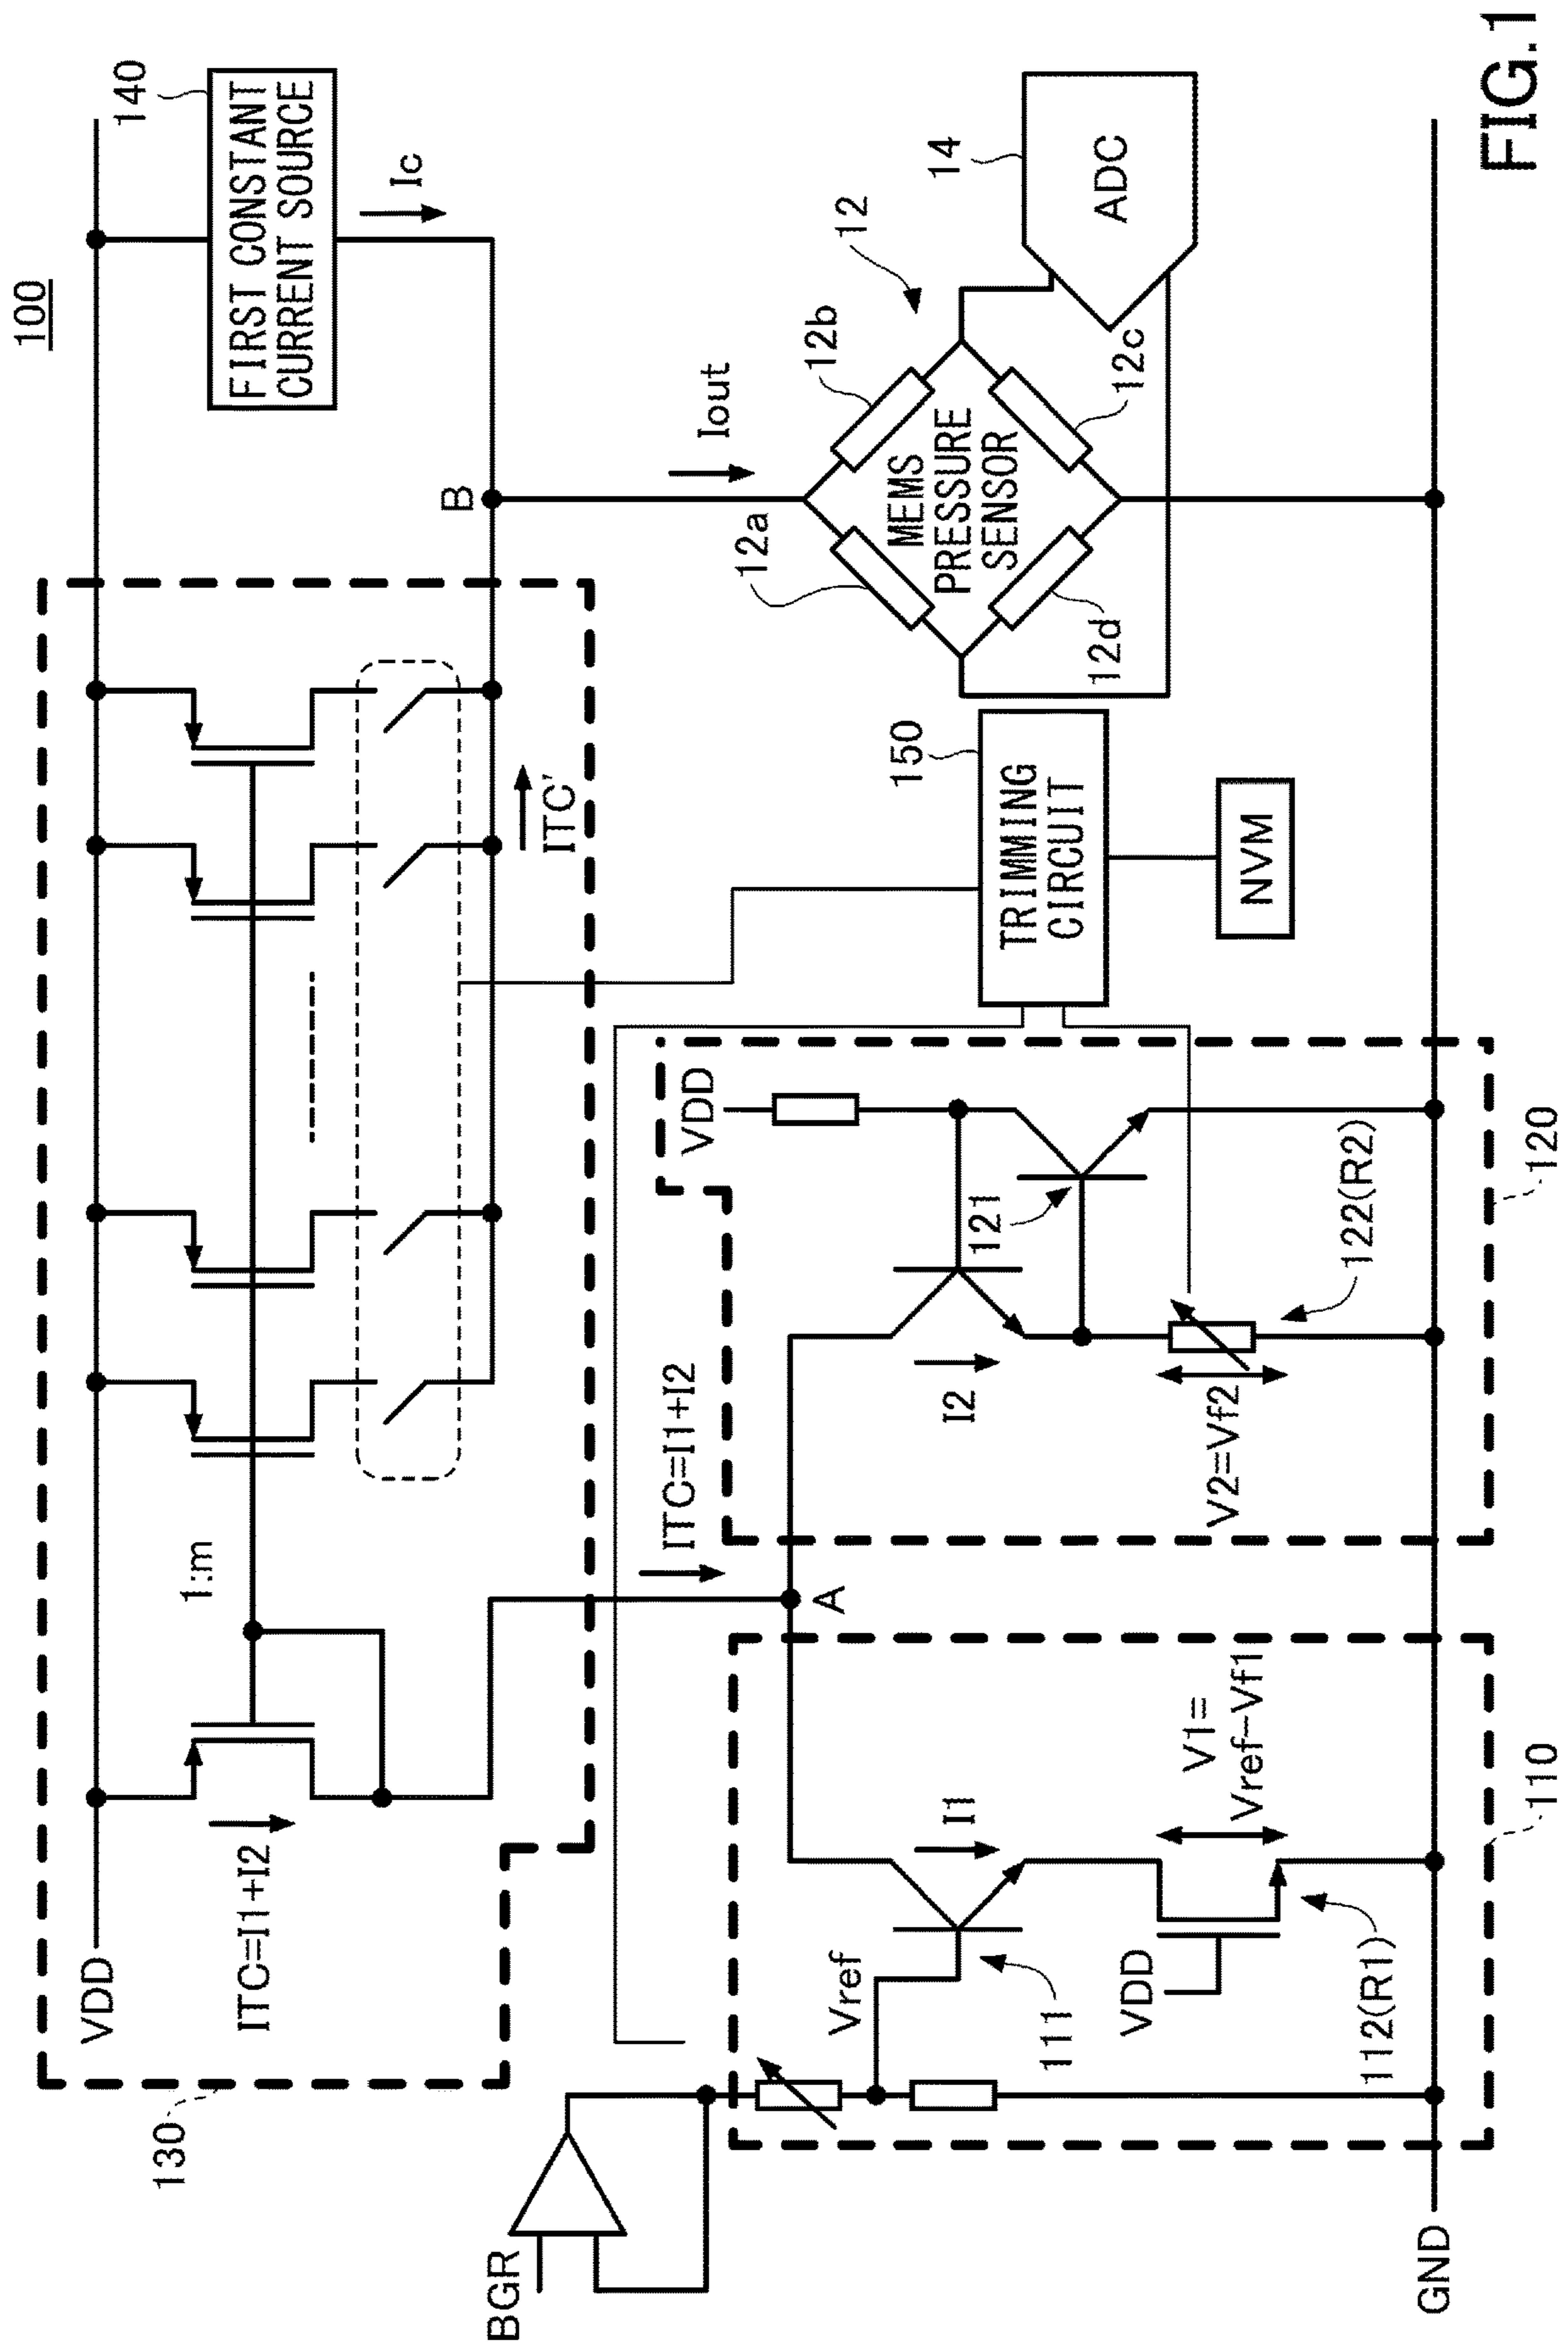 100
VDD
140
FIRST CONSTANT
CURRENT SOURCE
Ic
130
ITC=I1+I2
1:m
B
ITC'
Iout
BGR
ITC=I1+I2
A
VDD
150
TRIMMING
CIRCUIT
NVM
12
12a
12b
12c
12d
MEMS
PRESSURE
SENSOR
14
ADC
Vref
111
I1
VDD
112(R1)
V1=
Vref-Vf1
110
I2
121
V2=Vf2
122(R2)
120
GND
FIG.1